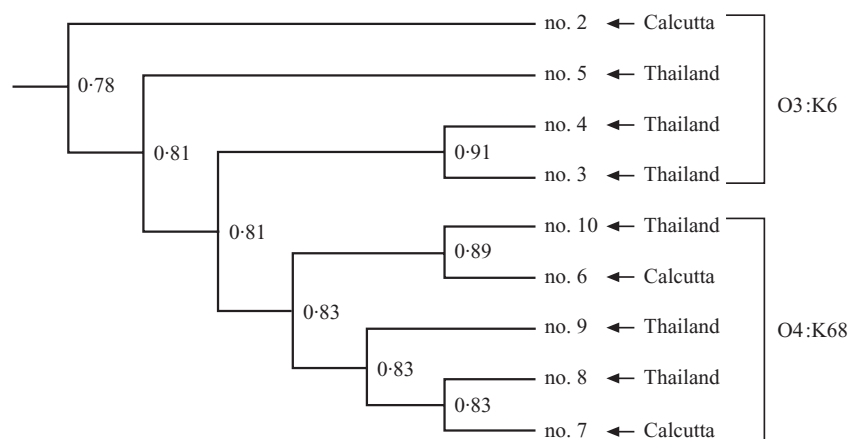 no. 2 Calcutta
0·78
no. 5 Thailand
O3:K6
no. 4 Thailand
0·81
0·91
no. 3 Thailand
no. 10 Thailand
0·81
0·89
no. 6 Calcutta
0·83
no. 9 Thailand
O4:K68
0·83
no. 8 Thailand
0·83
no. 7 Calcutta